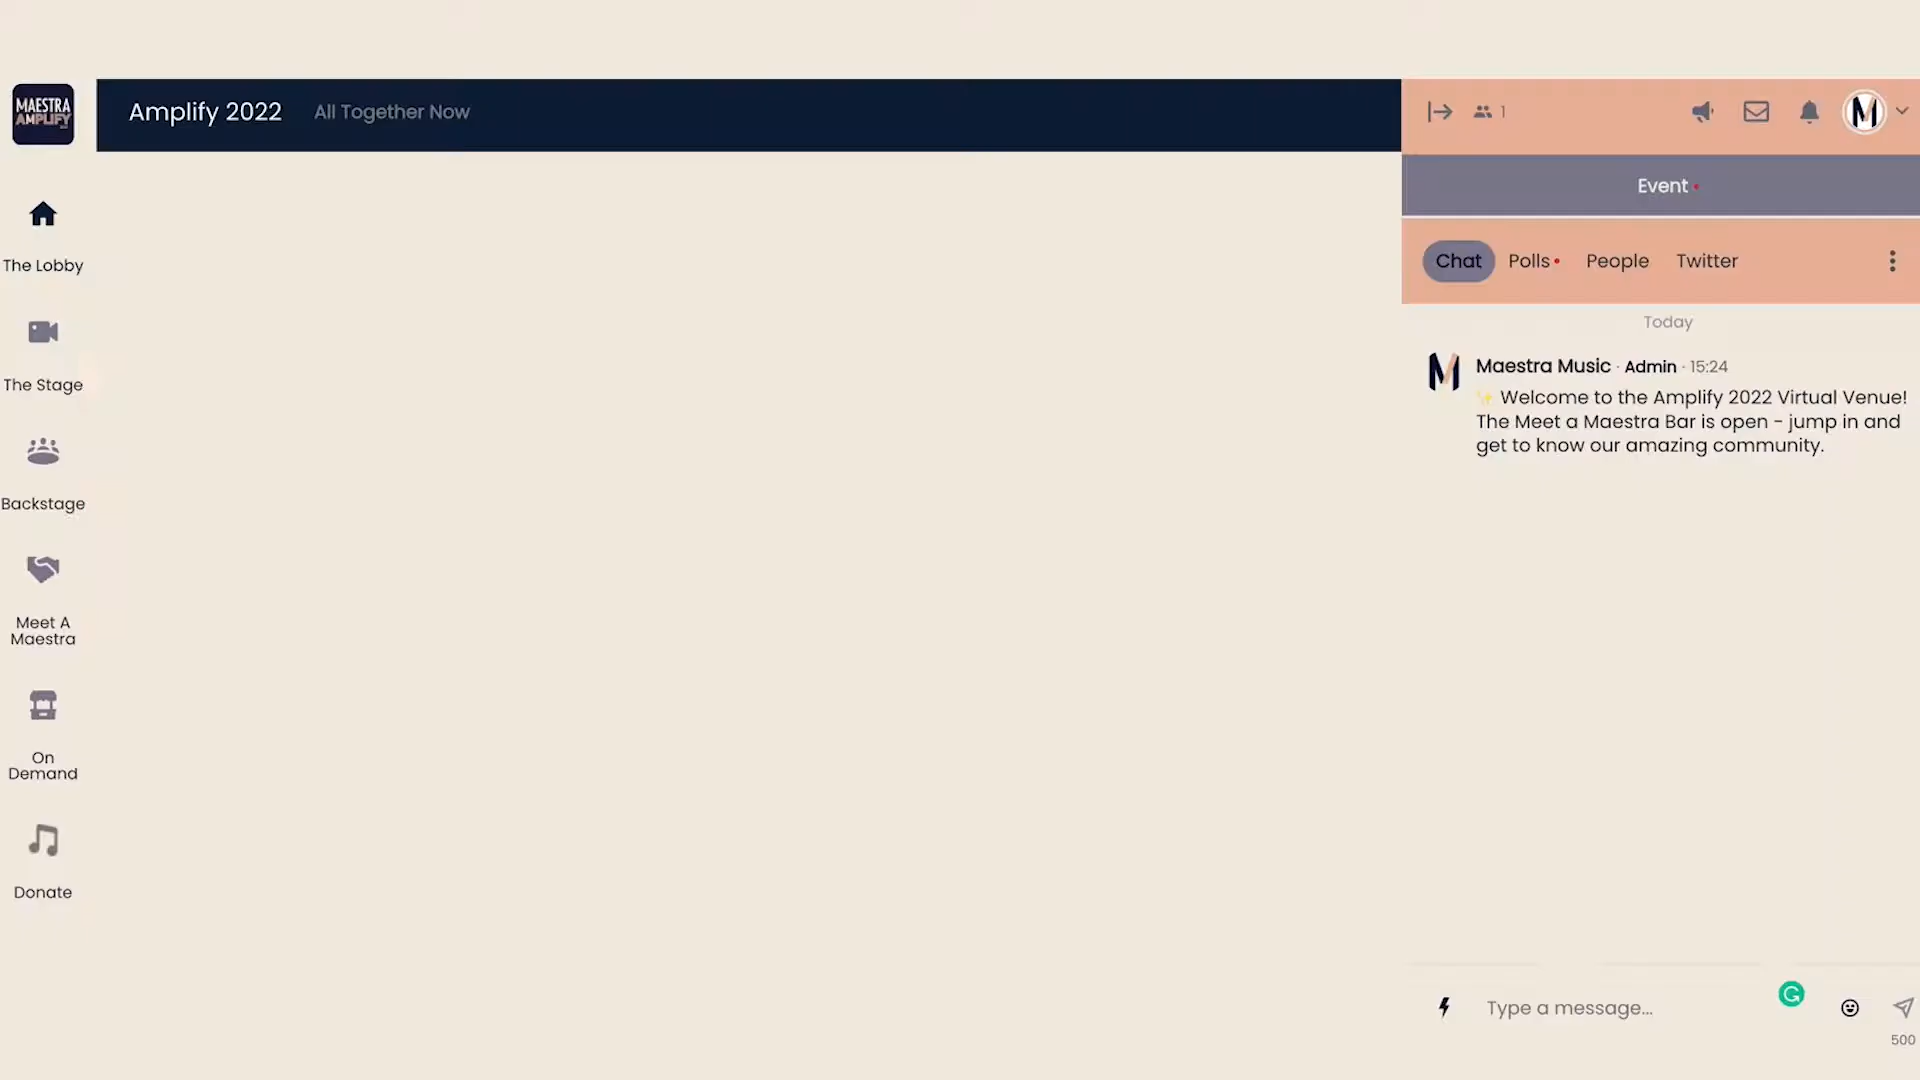 MAESTRA
AMPLIFY
Amplify 2022 All Together Now
1
Event
The Lobby
Chat Polls People Twitter
Today
The Stage
Maestra Music · Admin · 15:24
✨ Welcome to the Amplify 2022 Virtual Venue!
The Meet a Maestra Bar is open - jump in and
get to know our amazing community.
Backstage
Meet A
Maestra
On
Demand
Donate
Type a message...
500